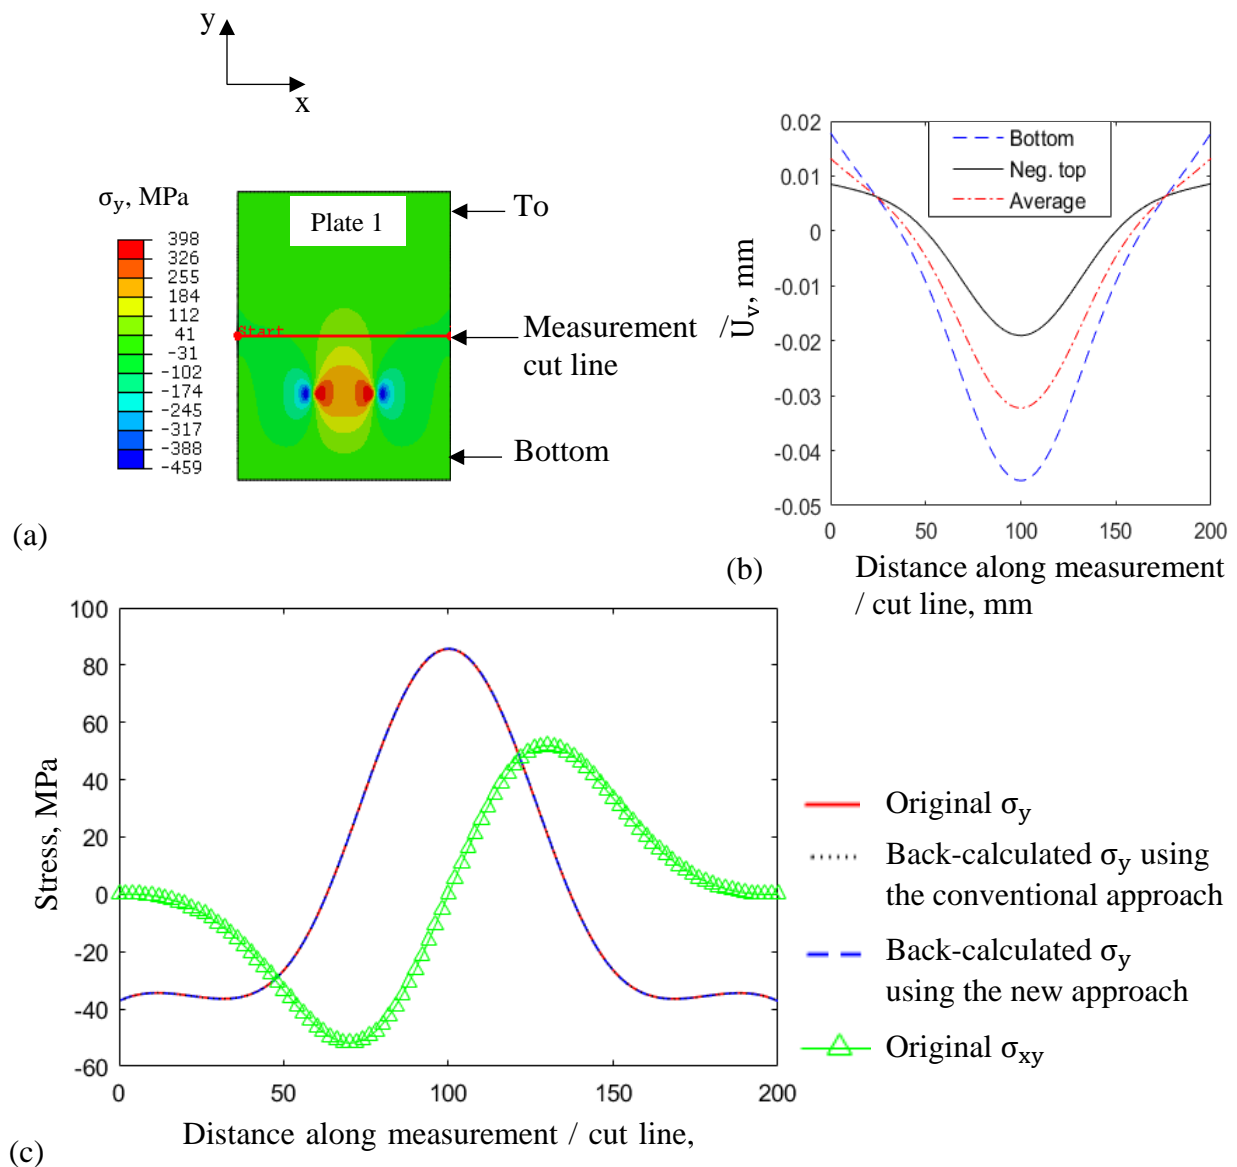 y
x
σy, MPa
398
326
255
184
112
41
-31
-102
-174
-245
-317
-388
-459
Plate 1
Start
To
Measurement /
cut line
Bottom
(a)
0.02
0.01
0
-0.01
-0.02
-0.03
-0.04
-0.05
Uv, mm
Bottom
Neg. top
Average
0 50 100 150 200
Distance along measurement
/ cut line, mm
(b)
100
80
60
40
20
0
-20
-40
-60
Stress, MPa
0 50 100 150 200
Distance along measurement / cut line,
(c)
Original σy
Back-calculated σy using
the conventional approach
Back-calculated σy
using the new approach
Original σxy